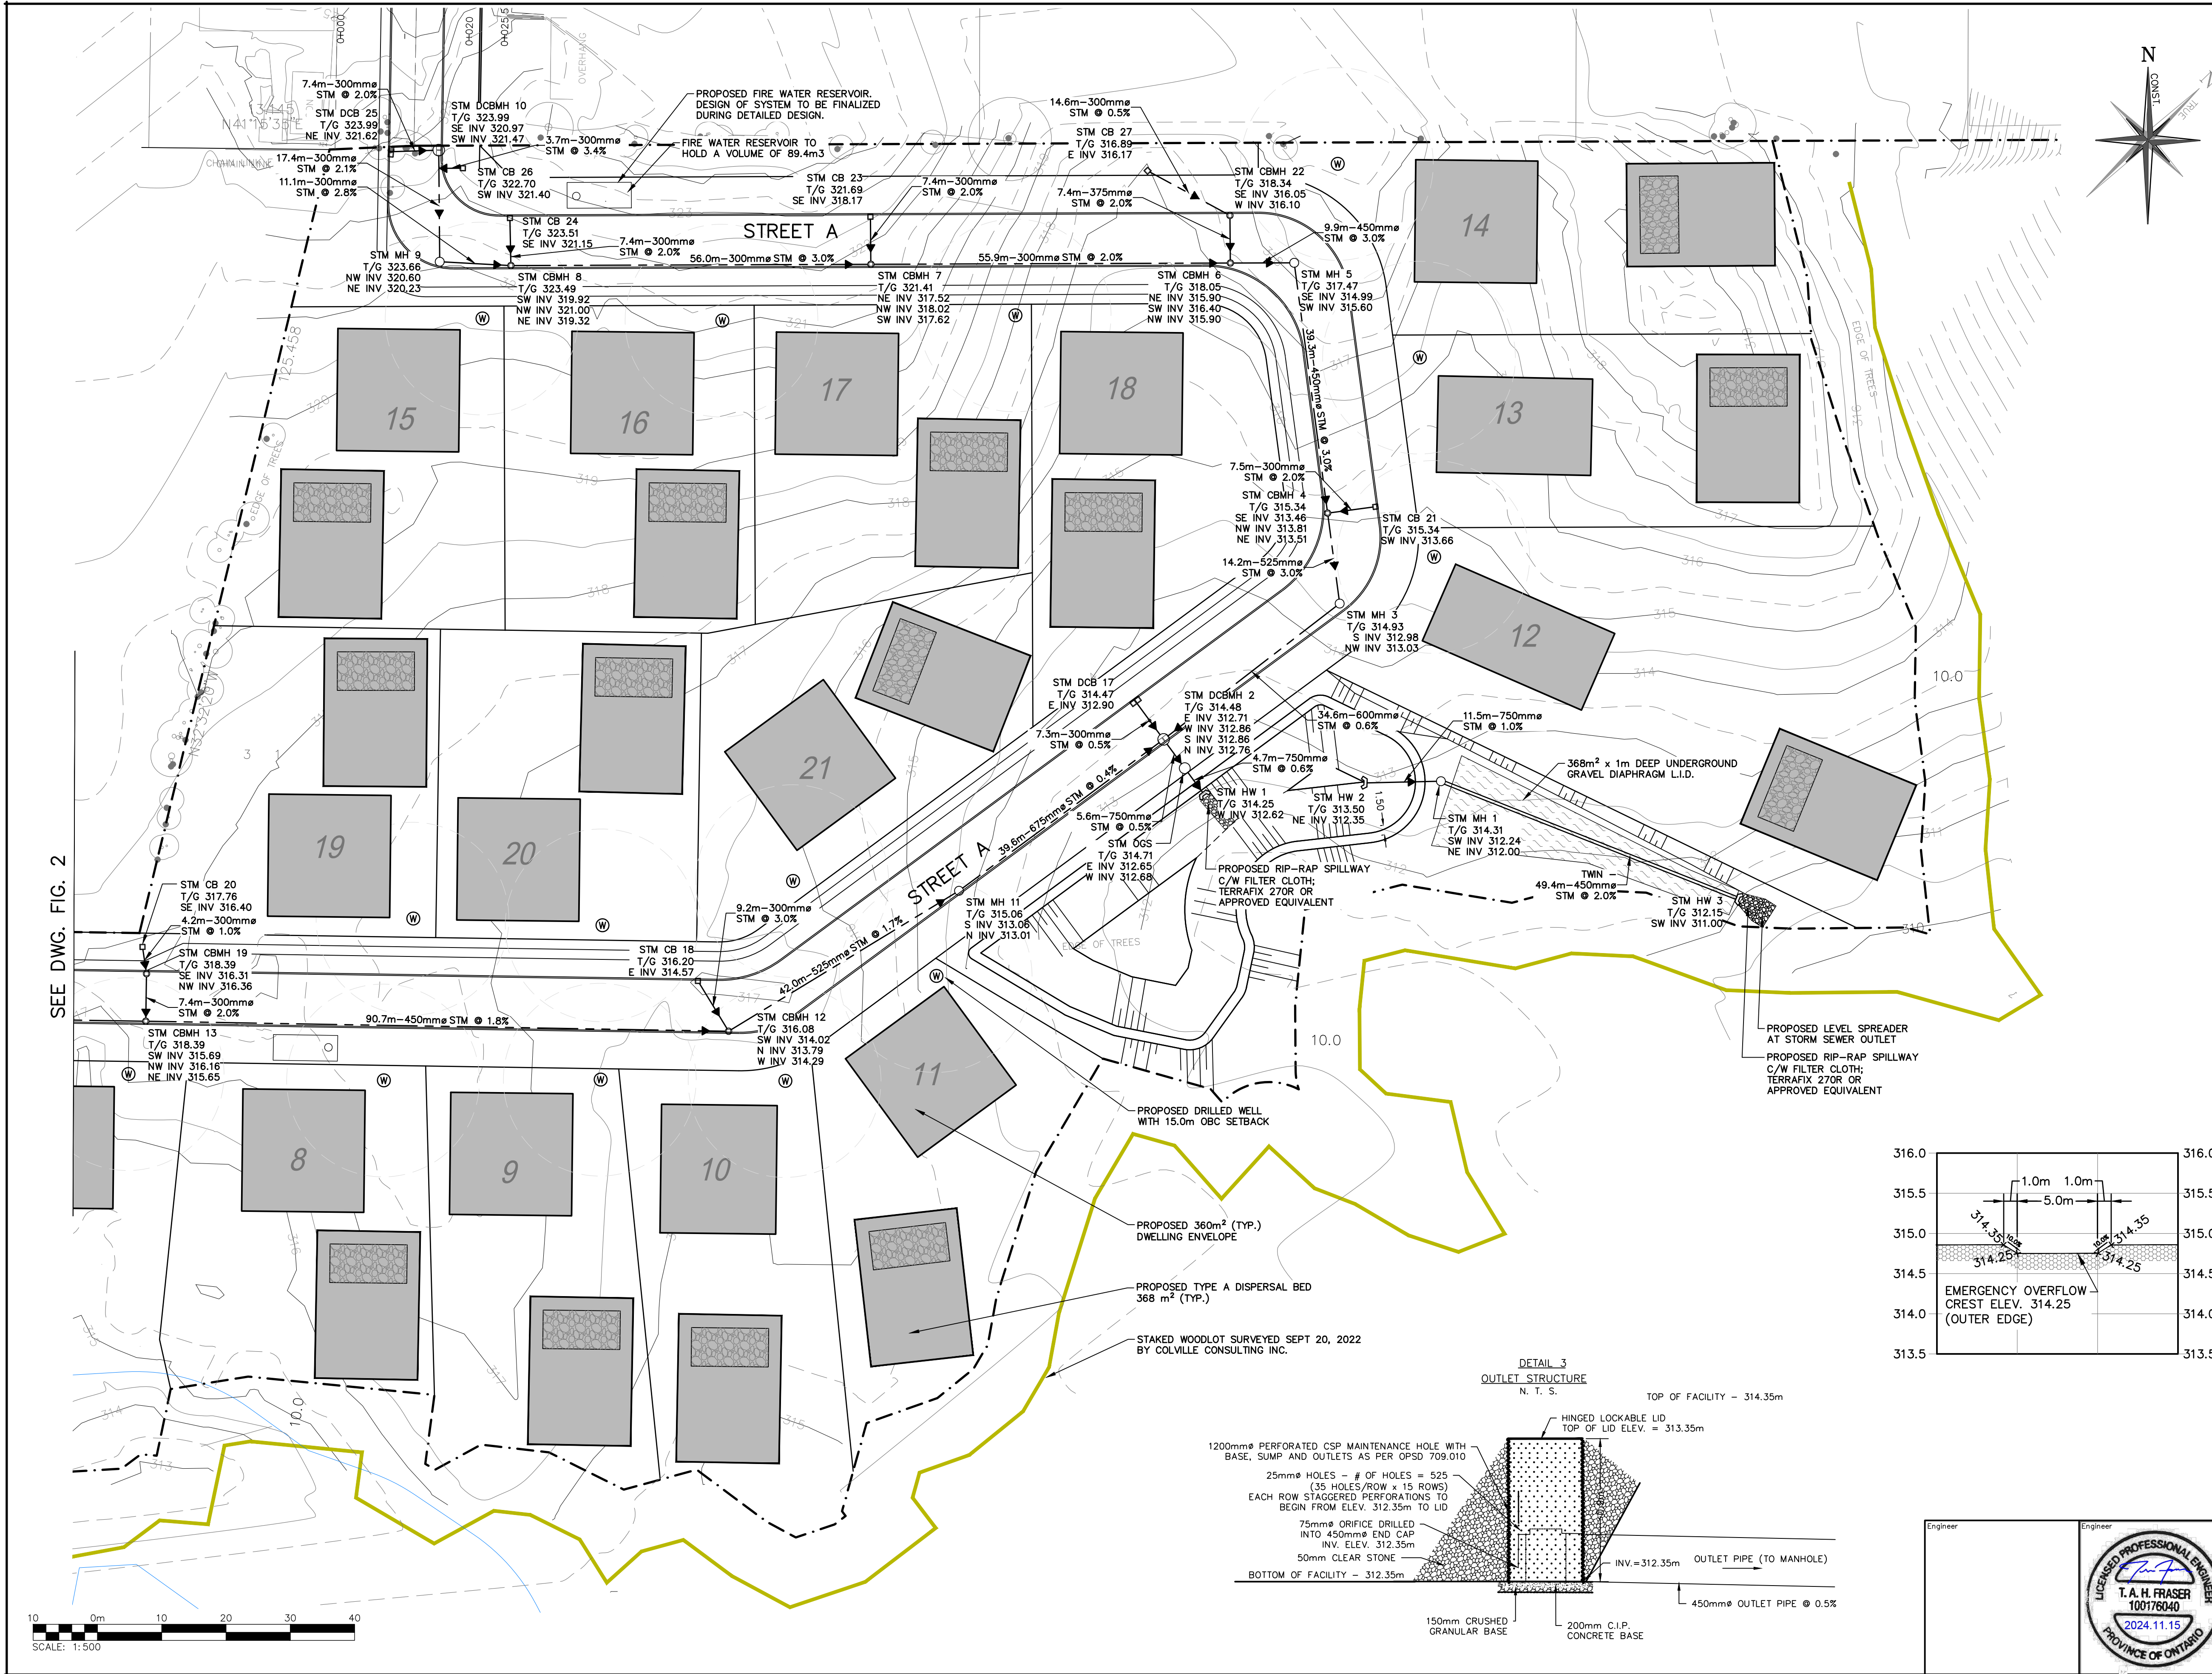 0+000
0+020
0+025.5
OVERHANG
7.4m-300mmø
STM @ 2.0%
STM DCB 25
T/G 323.99
NE INV 321.62
N41°15'35"E
STM DCBMH 10
T/G 323.99
SE INV 320.97
SW INV 321.47
3.7m-300mmø
STM @ 3.4%
17.4m-300mmø
STM @ 2.1%
11.1m-300mmø
STM @ 2.8%
STM CB 26
T/G 322.70
SW INV 321.40
PROPOSED FIRE WATER RESERVOIR.
DESIGN OF SYSTEM TO BE FINALIZED
DURING DETAILED DESIGN.
FIRE WATER RESERVOIR TO
HOLD A VOLUME OF 89.4m3
STM CB 23
T/G 321.69
SE INV 318.17
7.4m-300mmø
STM @ 2.0%
14.6m-300mmø
STM @ 0.5%
STM CB 27
T/G 316.89
E INV 316.17
7.4m-375mmø
STM @ 2.0%
STM CBMH 22
T/G 318.34
SE INV 316.05
W INV 316.10
9.9m-450mmø
STM @ 3.0%
N
CONST.
TRUE
STM CB 24
T/G 323.51
SE INV 321.15
7.4m-300mmø
STM @ 2.0%
STREET A
56.0m-300mmø STM @ 3.0%
55.9m-300mmø STM @ 2.0%
STM MH 9
T/G 323.66
NW INV 320.60
NE INV 320.23
STM CBMH 8
T/G 323.49
SW INV 319.92
NW INV 321.00
NE INV 319.32
STM CBMH 7
T/G 321.41
NE INV 317.52
NW INV 318.02
SW INV 317.62
STM CBMH 6
T/G 318.05
NE INV 315.90
SW INV 316.40
NW INV 315.90
STM MH 5
T/G 317.47
SE INV 314.99
SW INV 315.60
39.3m-450mmø STM @ 3.0%
14
15
16
17
18
13
125.458
EDGE OF TREES
EDGE OF TREES
7.5m-300mmø
STM @ 2.0%
STM CBMH 4
T/G 315.34
SE INV 313.46
NW INV 313.81
NE INV 313.51
STM CB 21
T/G 315.34
SW INV 313.66
14.2m-525mmø
STM @ 3.0%
STM MH 3
T/G 314.93
S INV 312.98
NW INV 313.03
12
10.0
STM DCB 17
T/G 314.47
E INV 312.90
7.3m-300mmø
STM @ 0.5%
STM DCBMH 2
T/G 314.48
E INV 312.71
W INV 312.86
S INV 312.86
N INV 312.76
34.6m-600mmø
STM @ 0.6%
11.5m-750mmø
STM @ 1.0%
4.7m-750mmø
STM @ 0.6%
368m² x 1m DEEP UNDERGROUND
GRAVEL DIAPHRAGM L.I.D.
21
STM HW 1
T/G 314.25
W INV 312.62
STM HW 2
T/G 313.50
NE INV 312.35
1.50
STM MH 1
T/G 314.31
SW INV 312.24
NE INV 312.00
5.6m-750mmø
STM @ 0.5%
STM OGS
T/G 314.71
E INV 312.65
W INV 312.68
39.6m-675mmø STM @ 0.4%
PROPOSED RIP-RAP SPILLWAY
C/W FILTER CLOTH;
TERRAFIX 270R OR
APPROVED EQUIVALENT
TWIN -
49.4m-450mmø
STM @ 2.0%
STM HW 3
T/G 312.15
SW INV 311.00
19
20
STREET A
STM MH 11
T/G 315.06
S INV 313.06
N INV 313.01
EDGE OF TREES
SEE DWG. FIG. 2
STM CB 20
T/G 317.76
SE INV 316.40
4.2m-300mmø
STM @ 1.0%
STM CBMH 19
T/G 318.39
SE INV 316.31
NW INV 316.36
7.4m-300mmø
STM @ 2.0%
9.2m-300mmø
STM @ 3.0%
STM CB 18
T/G 316.20
E INV 314.57
42.0m-525mmø STM @ 1.7%
90.7m-450mmø STM @ 1.8%
STM CBMH 13
T/G 318.39
SW INV 315.69
NW INV 316.16
NE INV 315.65
STM CBMH 12
T/G 316.08
SW INV 314.02
N INV 313.79
W INV 314.29
10.0
PROPOSED LEVEL SPREADER
AT STORM SEWER OUTLET
PROPOSED RIP-RAP SPILLWAY
C/W FILTER CLOTH;
TERRAFIX 270R OR
APPROVED EQUIVALENT
8
9
10
11
PROPOSED DRILLED WELL
WITH 15.0m OBC SETBACK
PROPOSED 360m² (TYP.)
DWELLING ENVELOPE
PROPOSED TYPE A DISPERSAL BED
368 m² (TYP.)
STAKED WOODLOT SURVEYED SEPT 20, 2022
BY COLVILLE CONSULTING INC.
10.0
316.0
315.5
315.0
314.5
314.0
313.5
1.0m 1.0m
5.0m
314.35 10.0% 10.0% 314.35
314.25 314.25
EMERGENCY OVERFLOW
CREST ELEV. 314.25
(OUTER EDGE)
DETAIL 3
OUTLET STRUCTURE
N. T. S.
TOP OF FACILITY - 314.35m
HINGED LOCKABLE LID
TOP OF LID ELEV. = 313.35m
1200mmø PERFORATED CSP MAINTENANCE HOLE WITH
BASE, SUMP AND OUTLETS AS PER OPSD 709.010
25mmø HOLES - # OF HOLES = 525
(35 HOLES/ROW x 15 ROWS)
EACH ROW STAGGERED PERFORATIONS TO
BEGIN FROM ELEV. 312.35m TO LID
75mmø ORIFICE DRILLED
INTO 450mmø END CAP
INV. ELEV. 312.35m
50mm CLEAR STONE
BOTTOM OF FACILITY - 312.35m
INV.=312.35m OUTLET PIPE (TO MANHOLE)
450mmø OUTLET PIPE @ 0.5%
150mm CRUSHED
GRANULAR BASE
200mm C.I.P.
CONCRETE BASE
10 0m 10 20 30 40
SCALE: 1:500
Engineer
Engineer
LICENSED PROFESSIONAL ENGINEER
T. A. H. FRASER
100176040
2024.11.15
PROVINCE OF ONTARIO